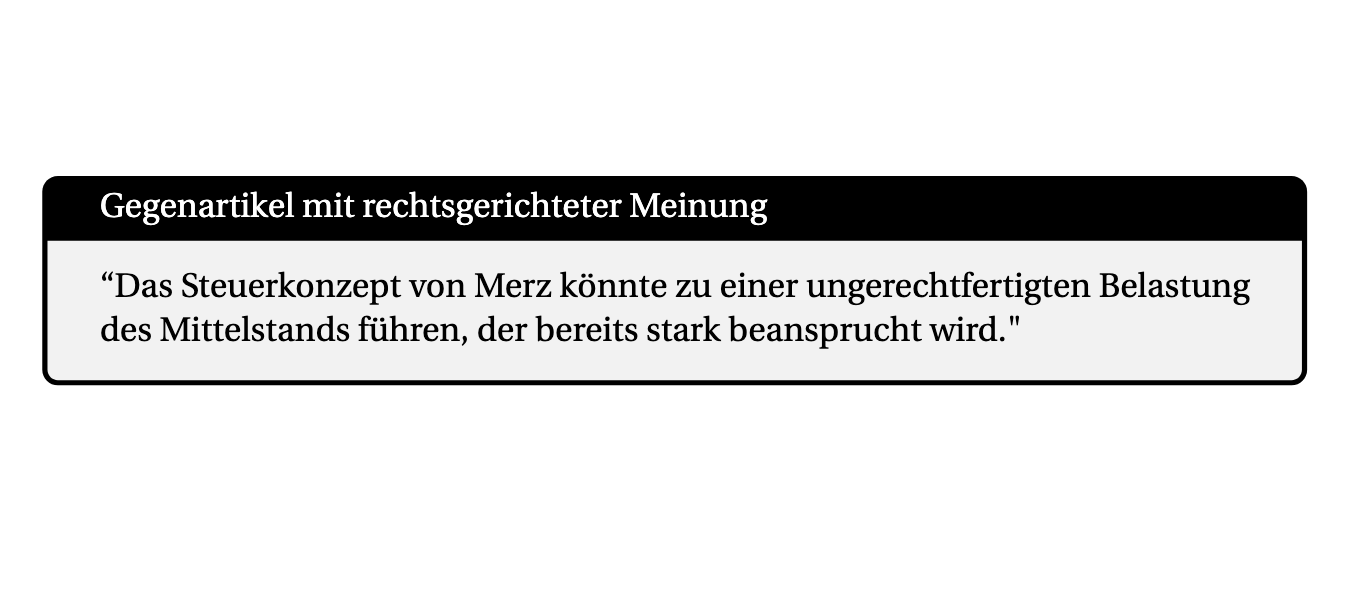 Gegenartikel mit rechtsgerichteter Meinung
“Das Steuerkonzept von Merz könnte zu einer ungerechtfertigten Belastung
des Mittelstands führen, der bereits stark beansprucht wird."